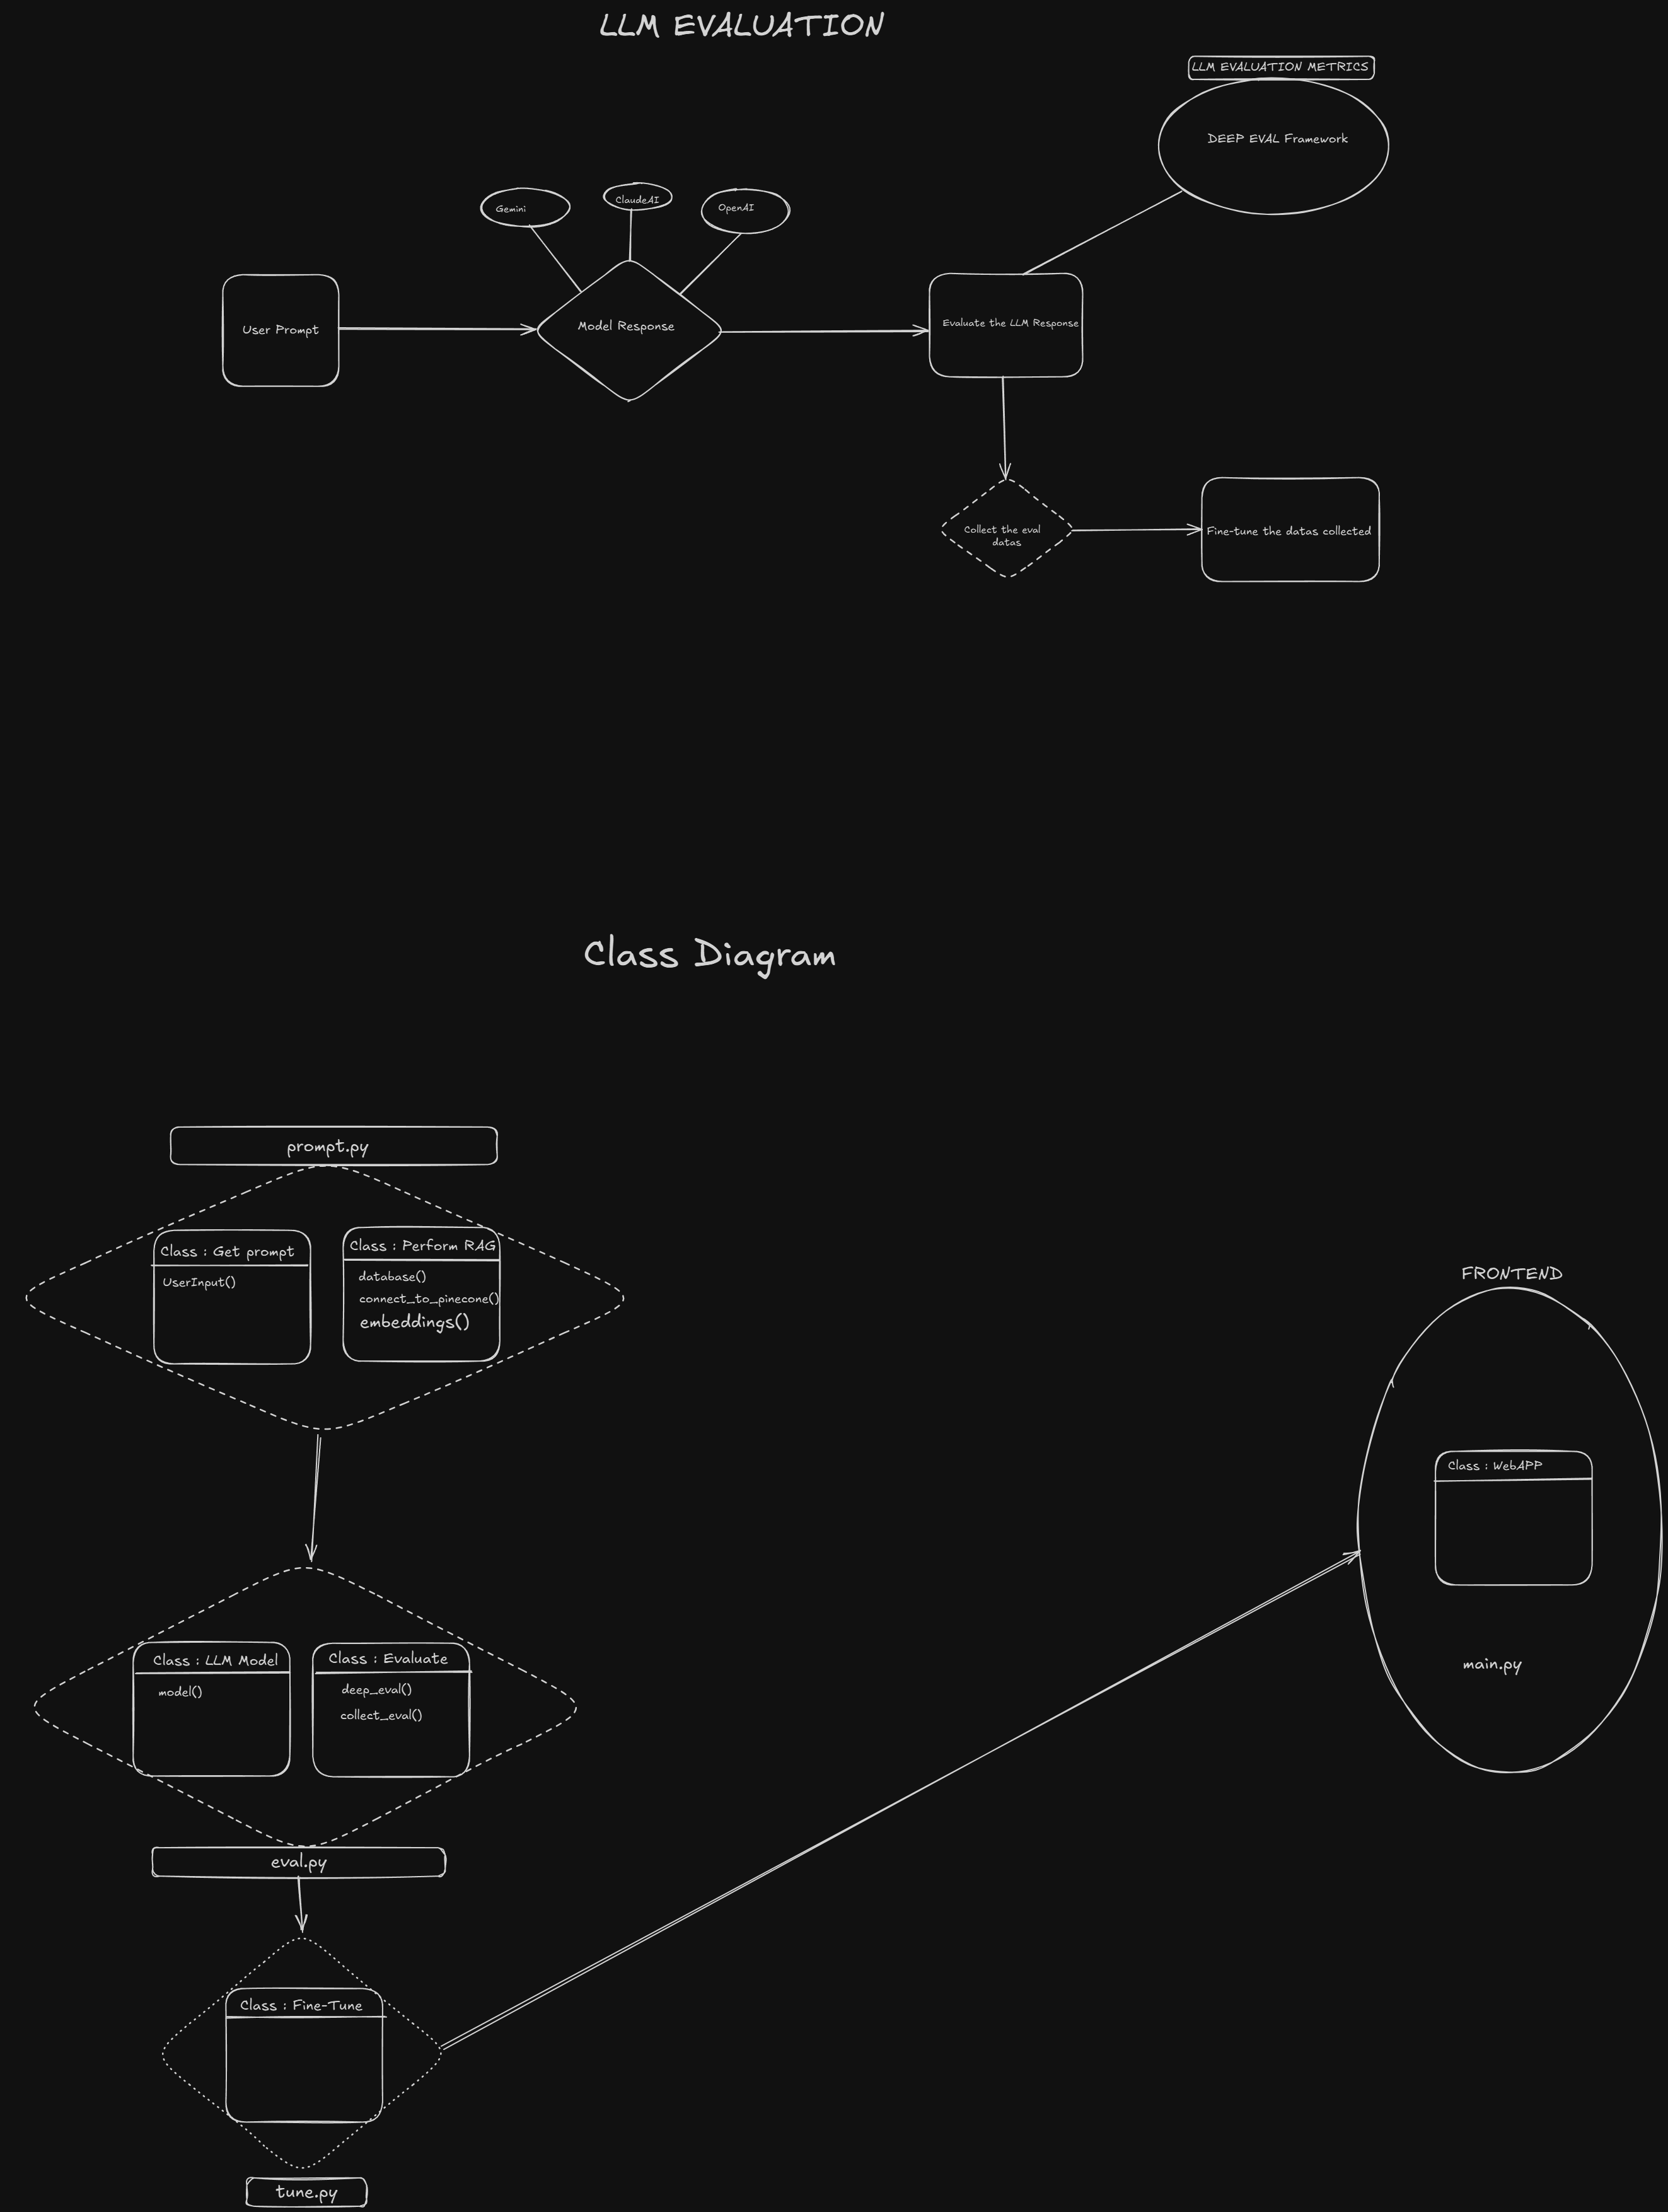 LLM EVALUATION
LLM EVALUATION METRICS
DEEP EVAL Framework
Gemini
ClaudeAI
OpenAI
User Prompt
Model Response
Evaluate the LLM Response
Collect the eval
datas
Fine-tune the datas collected
Class Diagram
prompt.py
Class : Get prompt
UserInput()
Class : Perform RAG
database()
connect_to_pinecone()
embeddings()
FRONTEND
Class : WebAPP
main.py
Class : LLM Model
model()
Class : Evaluate
deep_eval()
collect_eval()
eval.py
Class : Fine-Tune
tune.py